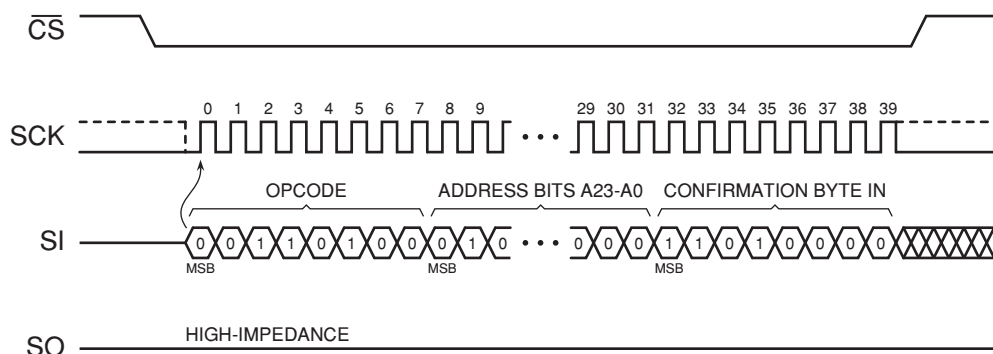 CS
0 1 2 3 4 5 6 7 8 9 29 30 31 32 33 34 35 36 37 38 39
SCK
OPCODE ADDRESS BITS A23-A0 CONFIRMATION BYTE IN
SI 0 0 1 1 0 1 0 0 0 1 0 0 0 0 1 1 0 1 0 0 0 0
MSB MSB MSB
HIGH-IMPEDANCE
SO